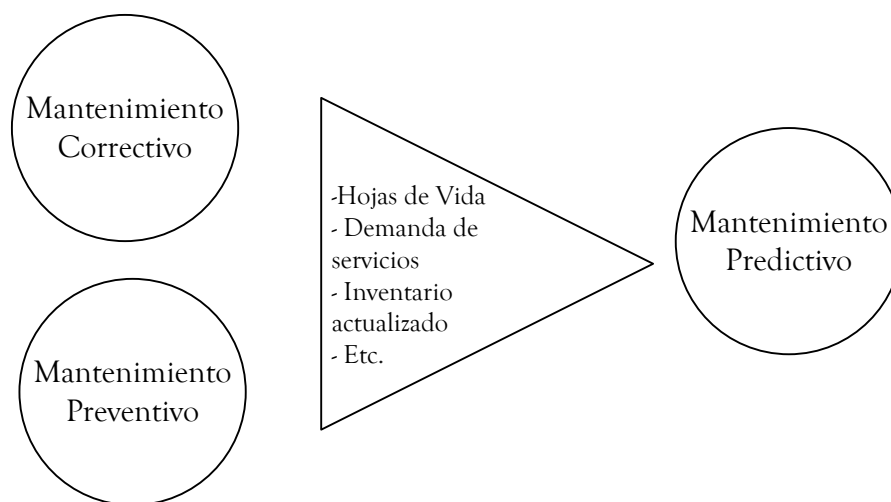 Mantenimiento
Correctivo
-Hojas de Vida
- Demanda de
servicios
- Inventario
actualizado
- Etc.
Mantenimiento
Predictivo
Mantenimiento
Preventivo